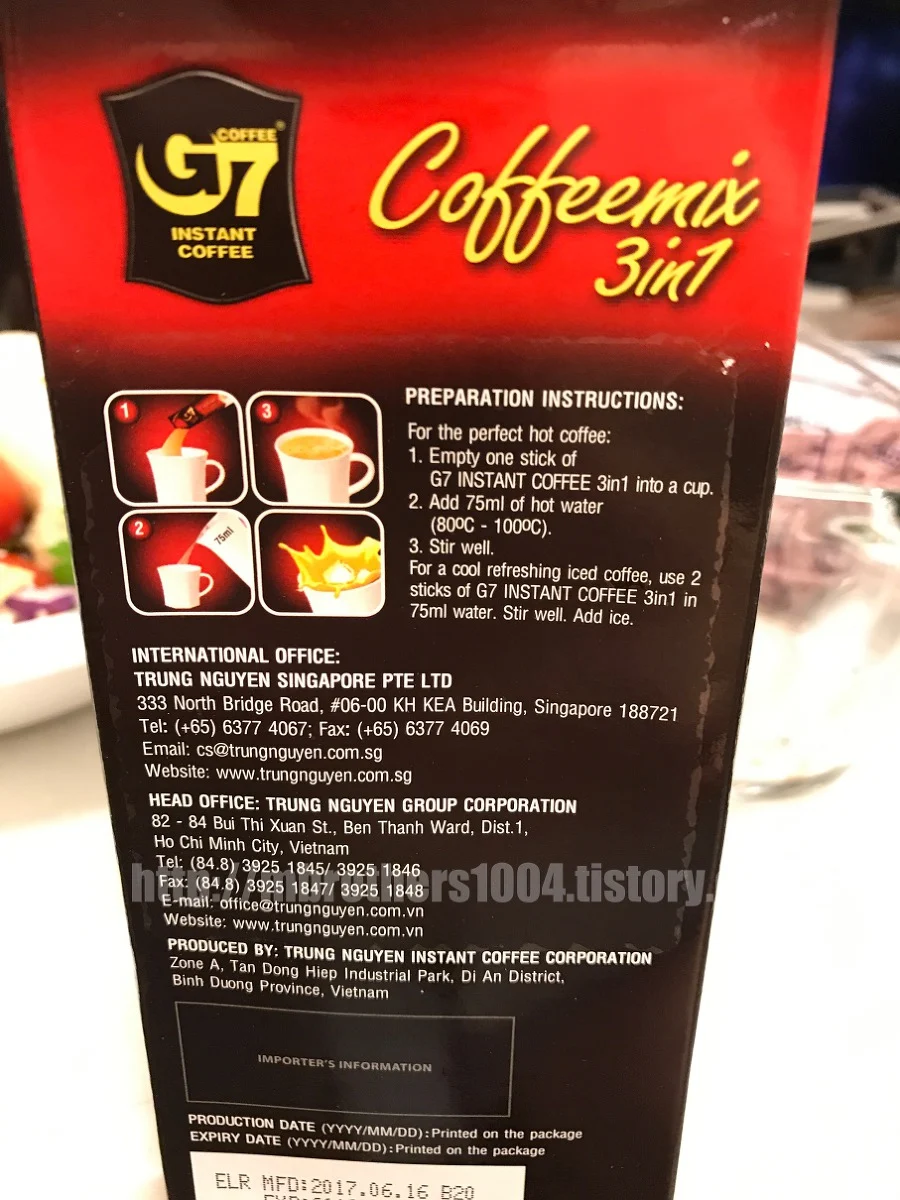 COFFEE®
G7
INSTANT
COFFEE
Coffeemix
3in1
1
G7
3
2
75ml
PREPARATION INSTRUCTIONS:
For the perfect hot coffee:
1. Empty one stick of
G7 INSTANT COFFEE 3in1 into a cup.
2. Add 75ml of hot water
(80ºC - 100ºC).
3. Stir well.
For a cool refreshing iced coffee, use 2
sticks of G7 INSTANT COFFEE 3in1 in
75ml water. Stir well. Add ice.
INTERNATIONAL OFFICE:
TRUNG NGUYEN SINGAPORE PTE LTD
333 North Bridge Road, #06-00 KH KEA Building, Singapore 188721
Tel: (+65) 6377 4067; Fax: (+65) 6377 4069
Email: cs@trungnguyen.com.sg
Website: www.trungnguyen.com.sg
HEAD OFFICE: TRUNG NGUYEN GROUP CORPORATION
82 - 84 Bui Thi Xuan St., Ben Thanh Ward, Dist.1,
Ho Chi Minh City, Vietnam
Tel: (84.8) 3925 1845/ 3925 1846
Fax: (84.8) 3925 1847/ 3925 1848
E-mail: office@trungnguyen.com.vn
Website: www.trungnguyen.com.vn
PRODUCED BY: TRUNG NGUYEN INSTANT COFFEE CORPORATION
Zone A, Tan Dong Hiep Industrial Park, Di An District,
Binh Duong Province, Vietnam
IMPORTER'S INFORMATION
PRODUCTION DATE (YYYY/MM/DD):Printed on the package
EXPIRY DATE (YYYY/MM/DD):Printed on the package
ELR MFD:2017.06.16 B20